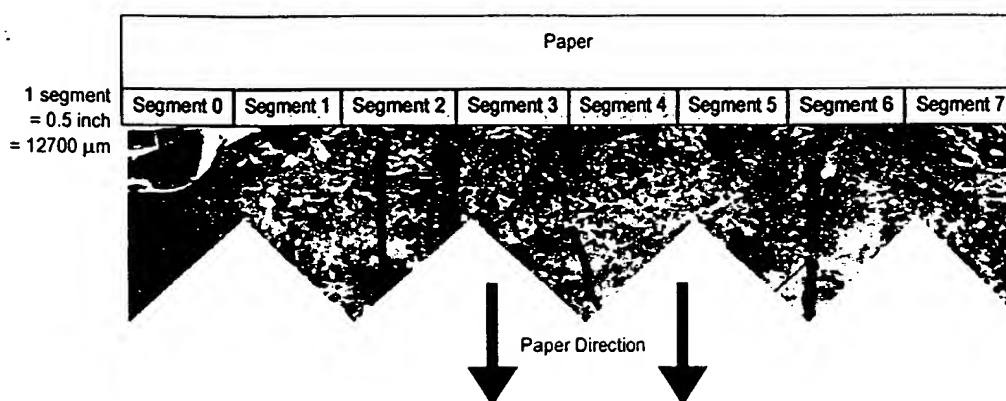 Paper
1 segment
= 0.5 inch
= 12700 µm
Segment 0 Segment 1 Segment 2 Segment 3 Segment 4 Segment 5 Segment 6 Segment 7
Paper Direction